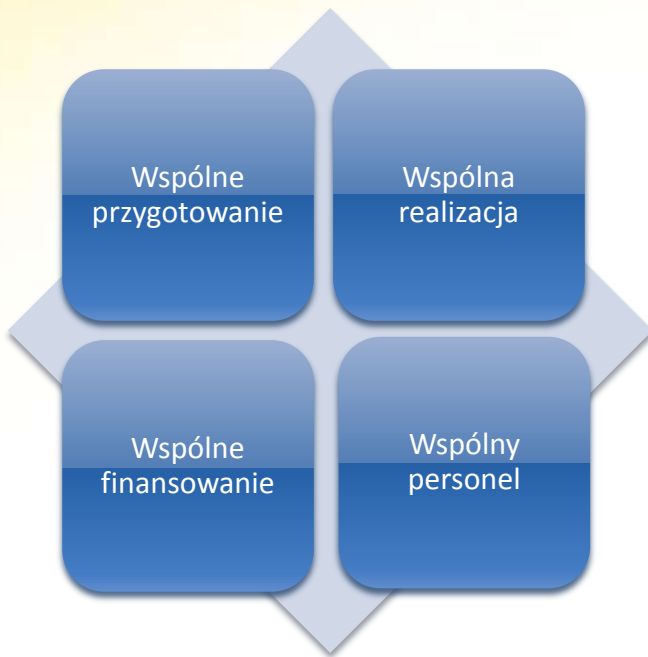 Wspólne
przygotowanie
Wspólna
realizacja
Wspólne
finansowanie
Wspólny
personel